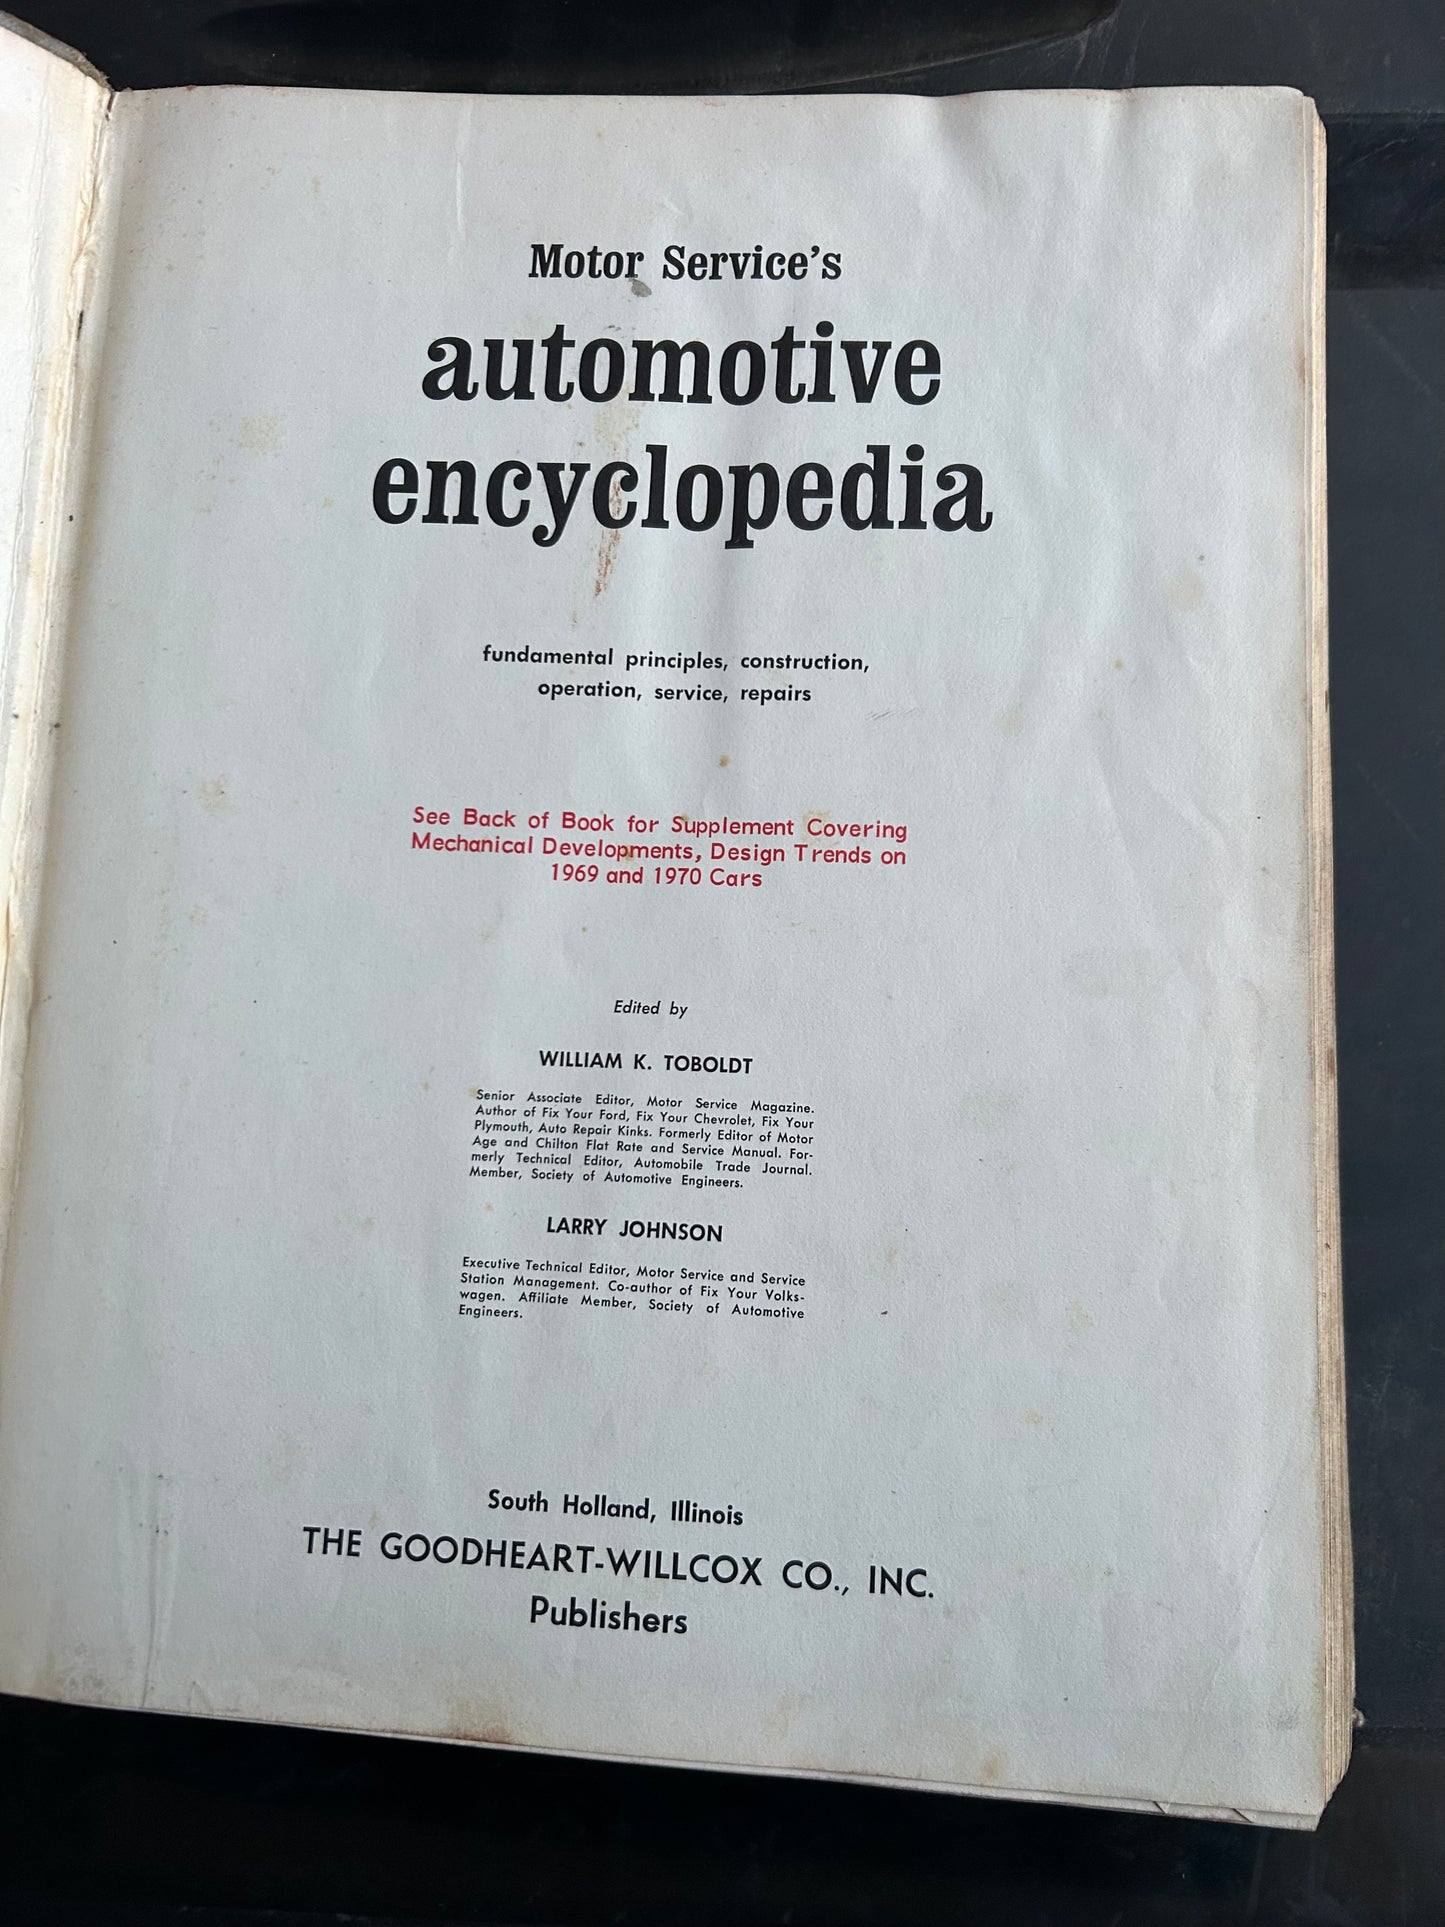 Motor Service's
automotive
encyclopedia
fundamental principles, construction,
operation, service, repairs
See Back of Book for Supplement Covering
Mechanical Developments, Design Trends on
1969 and 1970 Cars
Edited by
WILLIAM K. TOBOLDT
Senior Associate Editor, Motor Service Magazine.
Author of Fix Your Ford, Fix Your Chevrolet, Fix Your
Plymouth, Auto Repair Kinks. Formerly Editor of Motor
Age and Chilton Flat Rate and Service Manual. For-
merly Technical Editor, Automobile Trade Journal.
Member, Society of Automotive Engineers.
LARRY JOHNSON
Executive Technical Editor, Motor Service and Service
Station Management. Co-author of Fix Your Volks-
wagen. Affiliate Member, Society of Automotive
Engineers.
South Holland, Illinois
THE GOODHEART-WILLCOX CO., INC.
Publishers